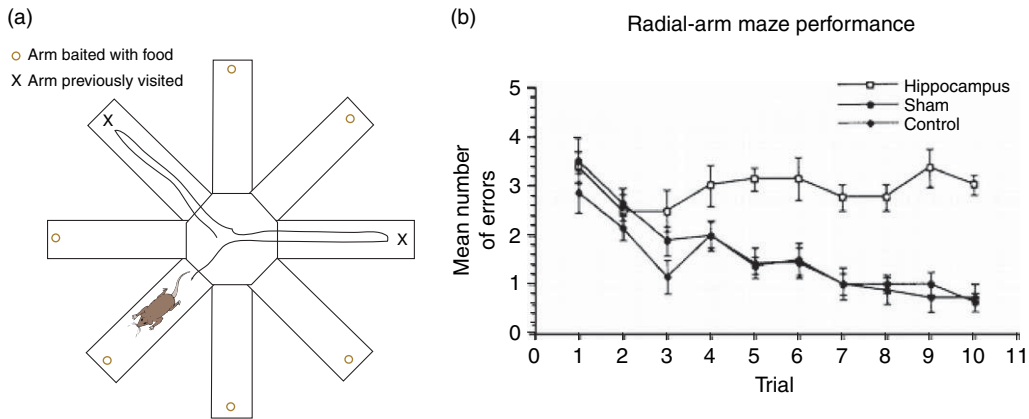 (a)
Arm baited with food
X Arm previously visited
X
X
(b)
Radial-arm maze performance
Hippocampus
Sham
Control
Mean number
of errors
5
4
3
2
1
0
0 1 2 3 4 5 6 7 8 9 10 11
Trial